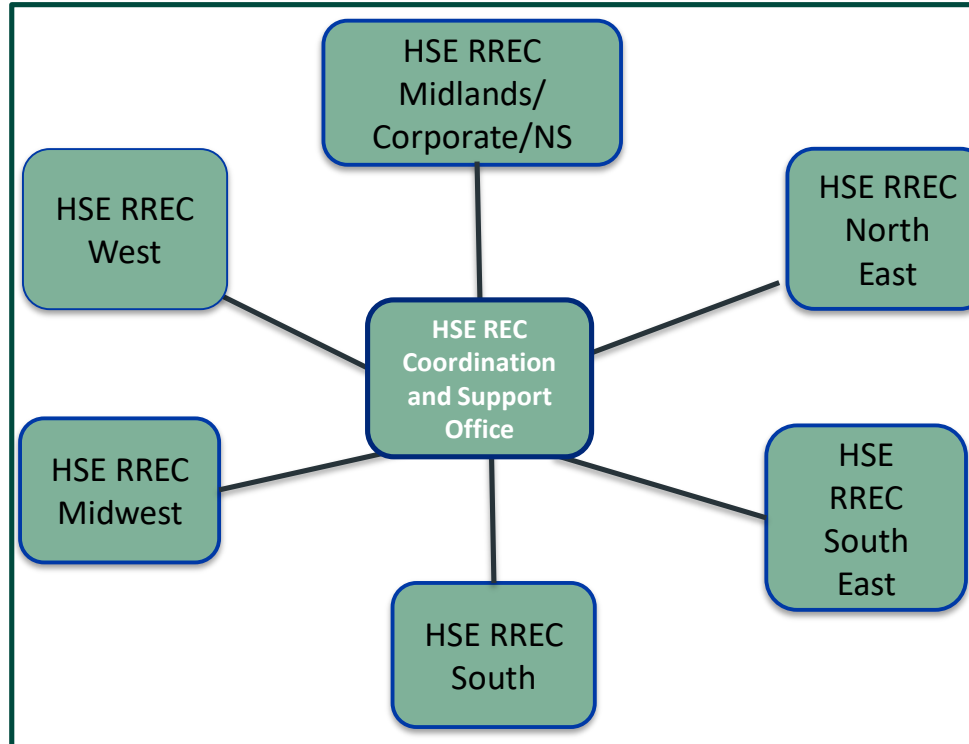 HSE RREC
Midlands/
Corporate/NS
HSE RREC
West
HSE RREC
North
East
HSE REC
Coordination
and Support
Office
HSE RREC
Midwest
HSE
RREC
South
East
HSE RREC
South